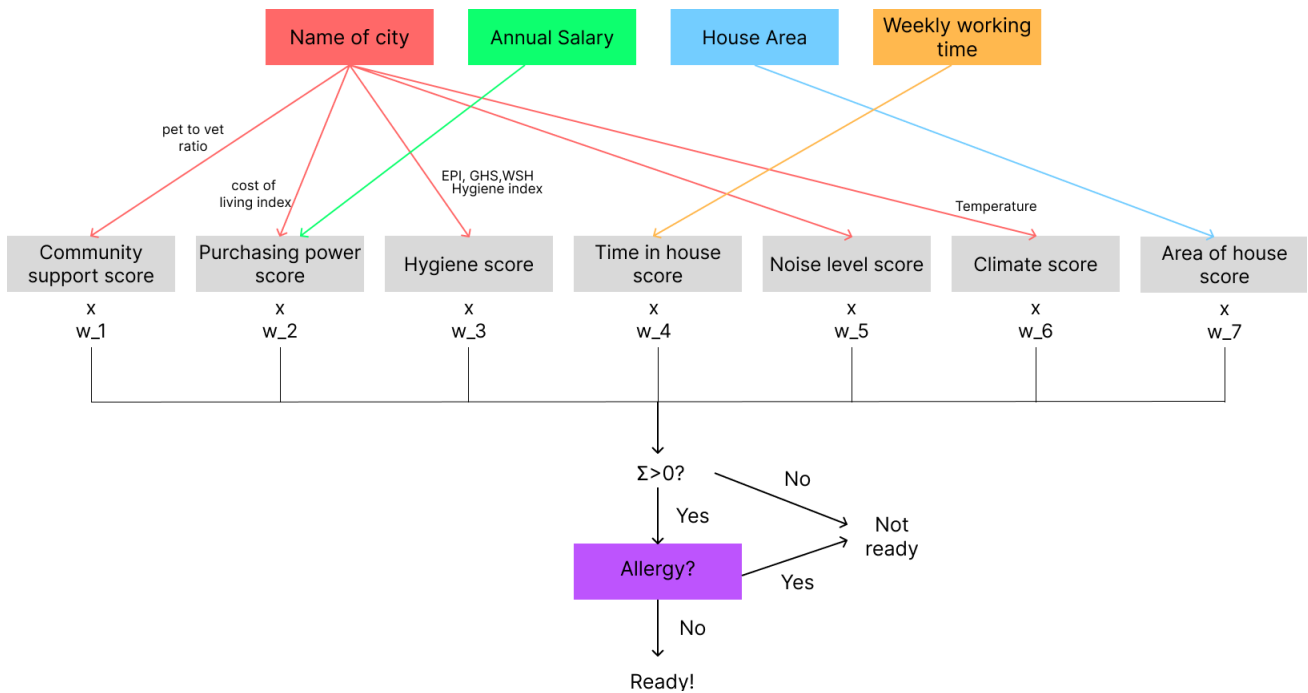 Name of city
Annual Salary
House Area
Weekly working
time
pet to vet
ratio
cost of
living index
EPI, GHS,WSH
Hygiene index
Temperature
Community
support score
Purchasing power
score
Hygiene score
Time in house
score
Noise level score
Climate score
Area of house
score
x
w_1
x
w_2
x
w_3
x
w_4
x
w_5
x
w_6
x
w_7
Σ>0?
No
Yes
Not
ready
Allergy?
Yes
No
Ready!